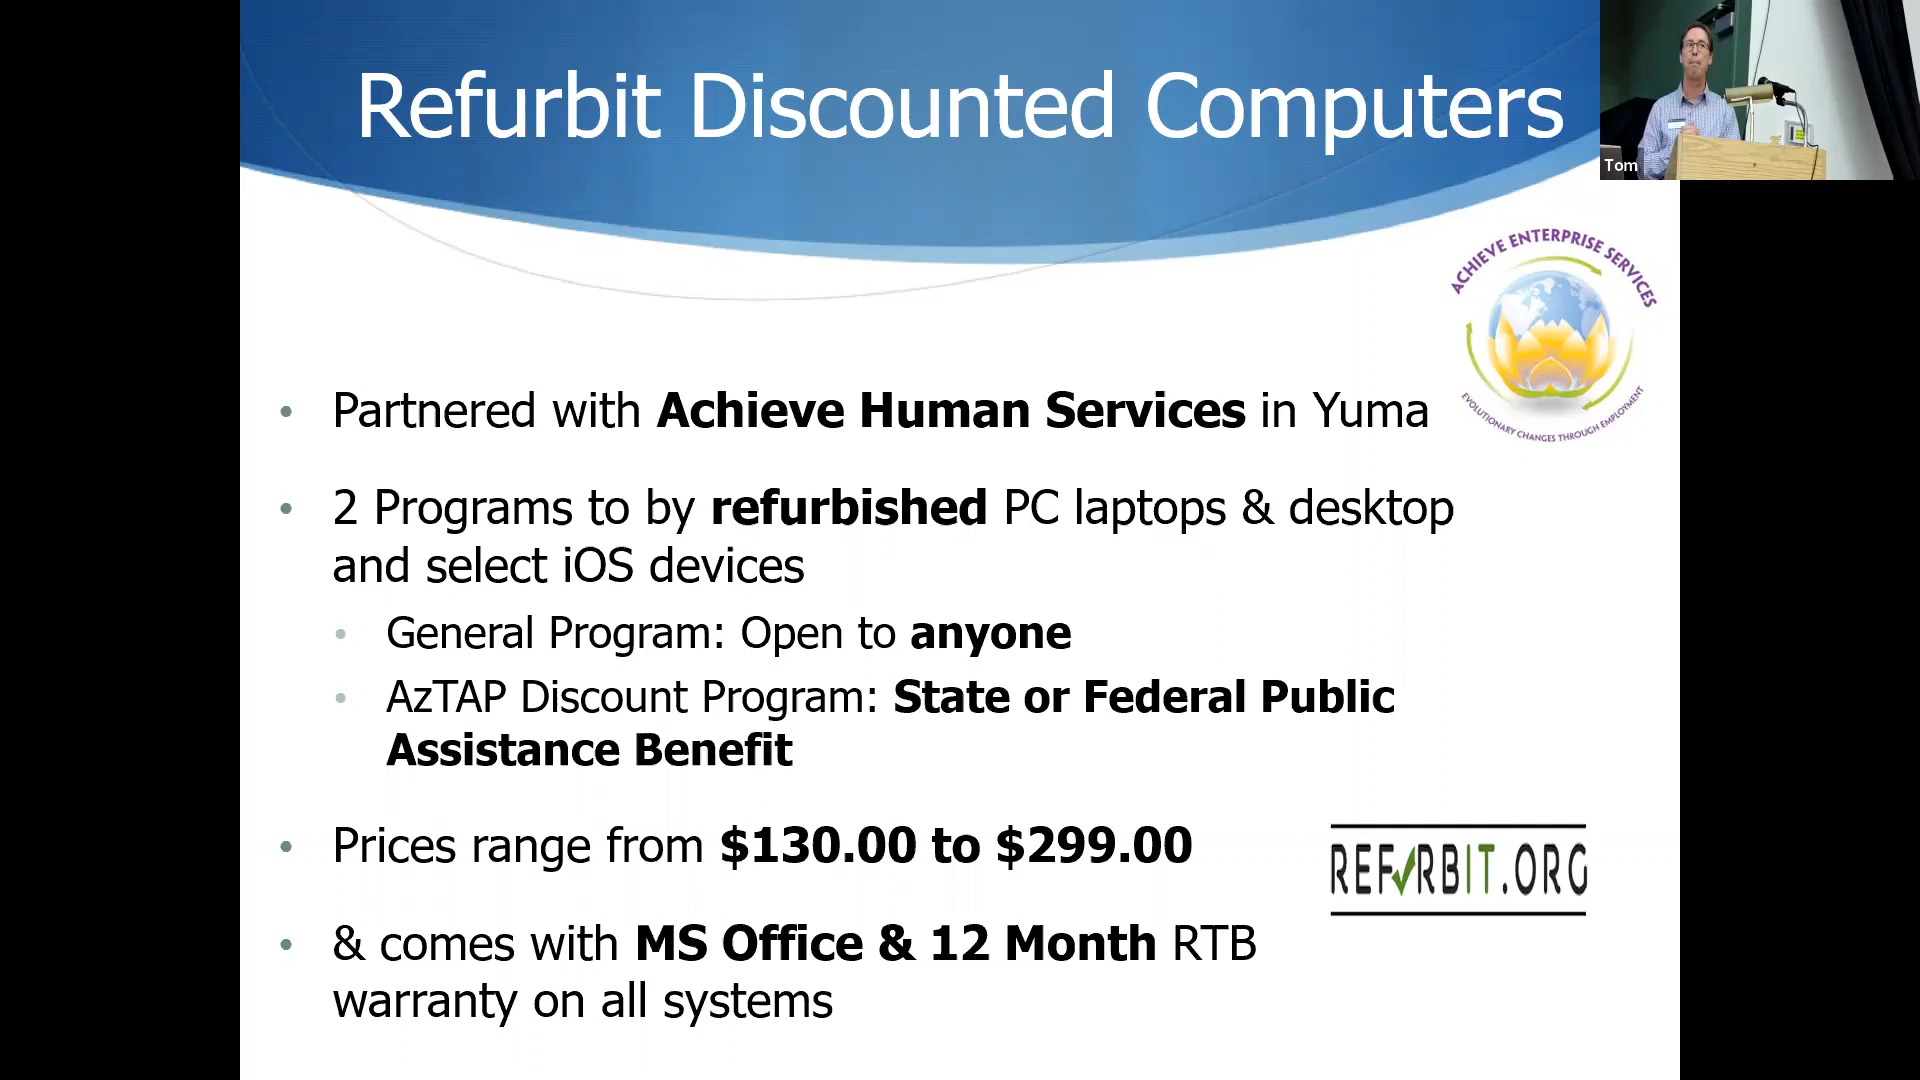 Refurbit Discounted Computers
Tom
ACHIEVE ENTERPRISE SERVICES
EVOLUTIONARY CHANGES THROUGH EMPLOYMENT
• Partnered with Achieve Human Services in Yuma
• 2 Programs to by refurbished PC laptops & desktop
and select iOS devices
• General Program: Open to anyone
• AzTAP Discount Program: State or Federal Public
Assistance Benefit
• Prices range from $130.00 to $299.00
REFURBIT.ORG
• & comes with MS Office & 12 Month RTB
warranty on all systems